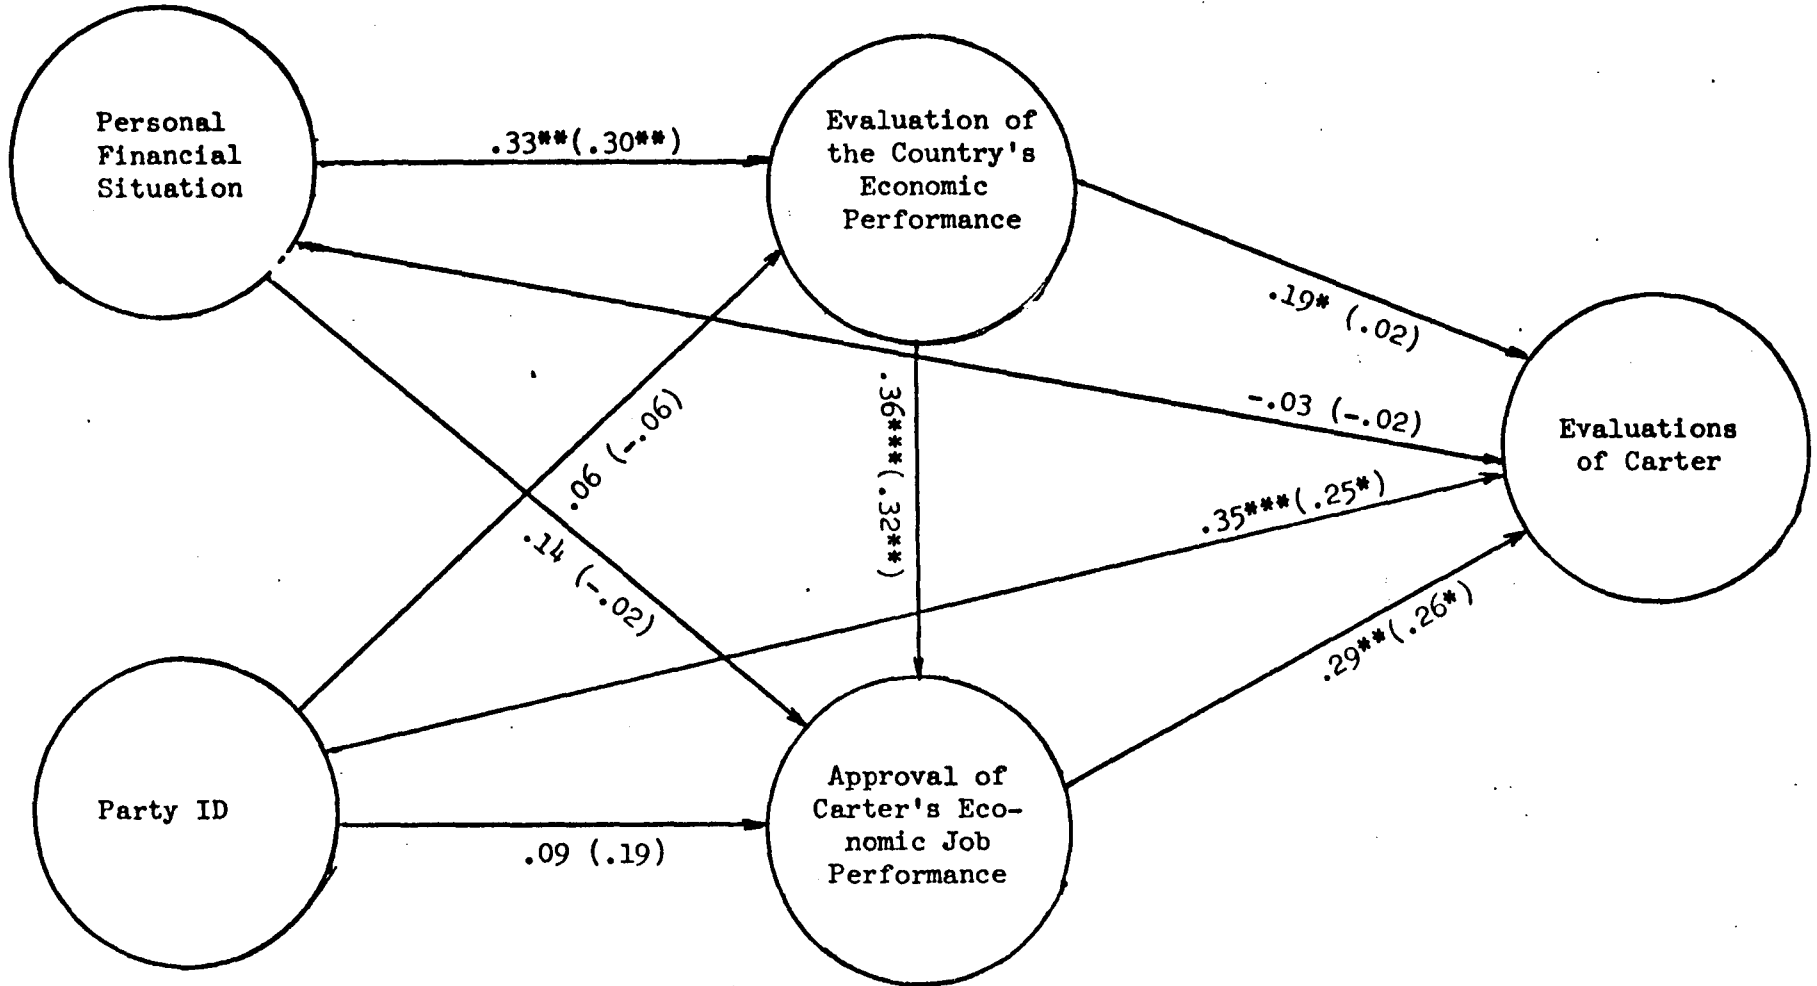 Personal
Financial
Situation
.33**(.30**)
Evaluation of
the Country's
Economic
Performance
.19* (.02)
-.03 (-.02)
Evaluations
of Carter
.36***(.32**)
.06 (-.06)
.14 (-.02)
.35***(.25*)
.29**(.26*)
Party ID
.09 (.19)
Approval of
Carter's Eco-
nomic Job
Performance